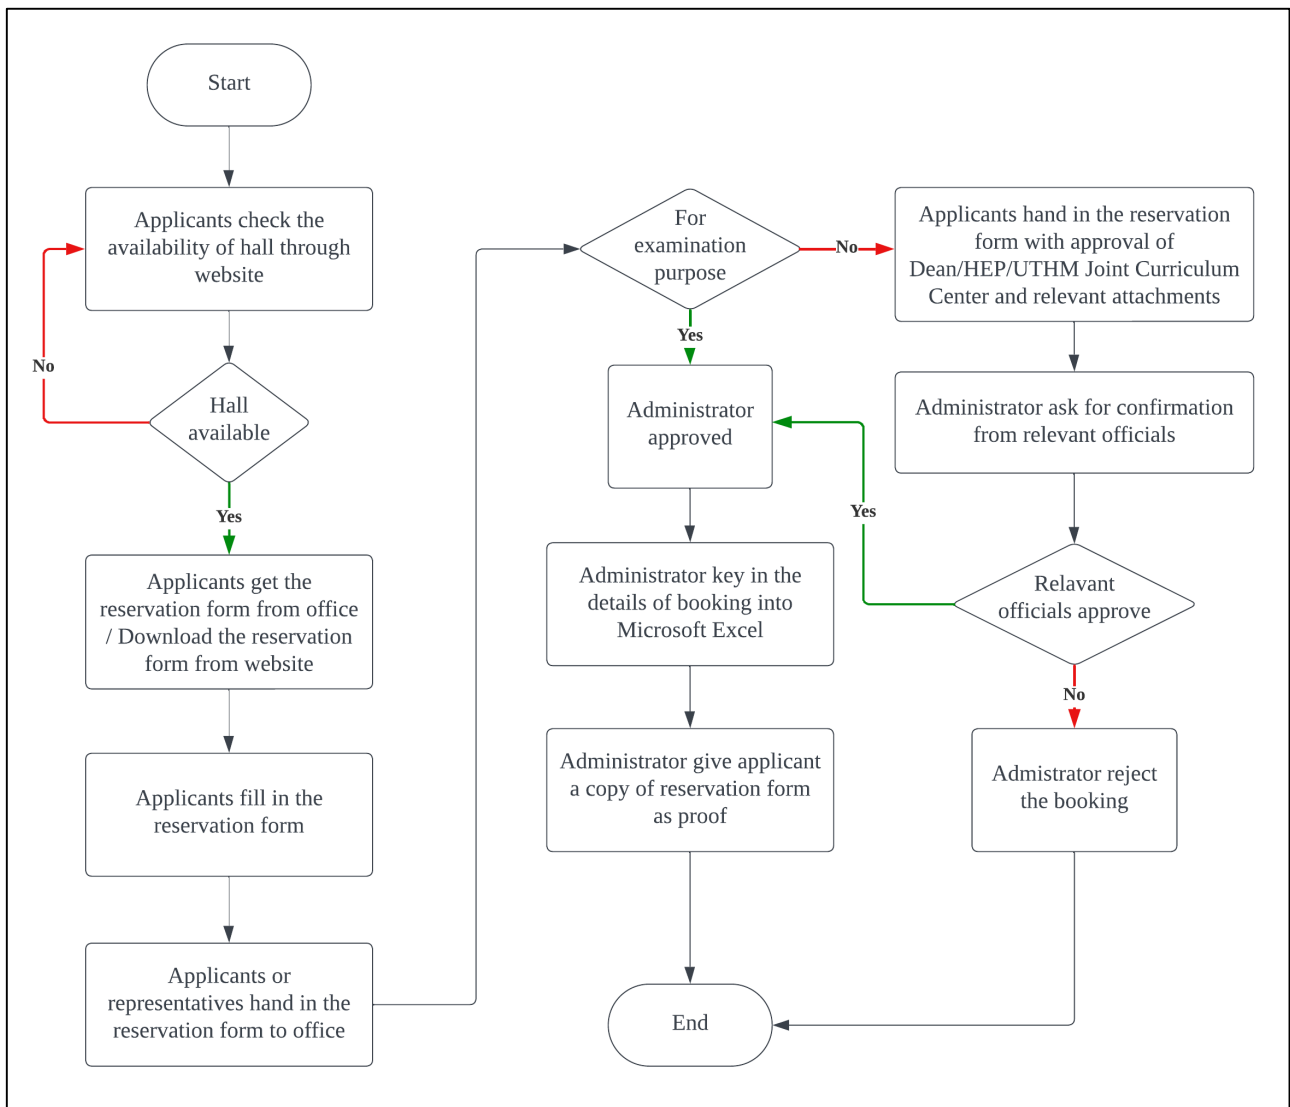 Start
Applicants check the
availability of hall through
website
No
Hall
available
Yes
Applicants get the
reservation form from office
/ Download the reservation
form from website
Applicants fill in the
reservation form
Applicants or
representatives hand in the
reservation form to office
For
examination
purpose
No
Yes
Applicants hand in the reservation
form with approval of
Dean/HEP/UTHM Joint Curriculum
Center and relevant attachments
Administrator ask for confirmation
from relevant officials
Relavant
officials approve
Yes
No
Admistrator reject
the booking
Administrator
approved
Administrator key in the
details of booking into
Microsoft Excel
Administrator give applicant
a copy of reservation form
as proof
End